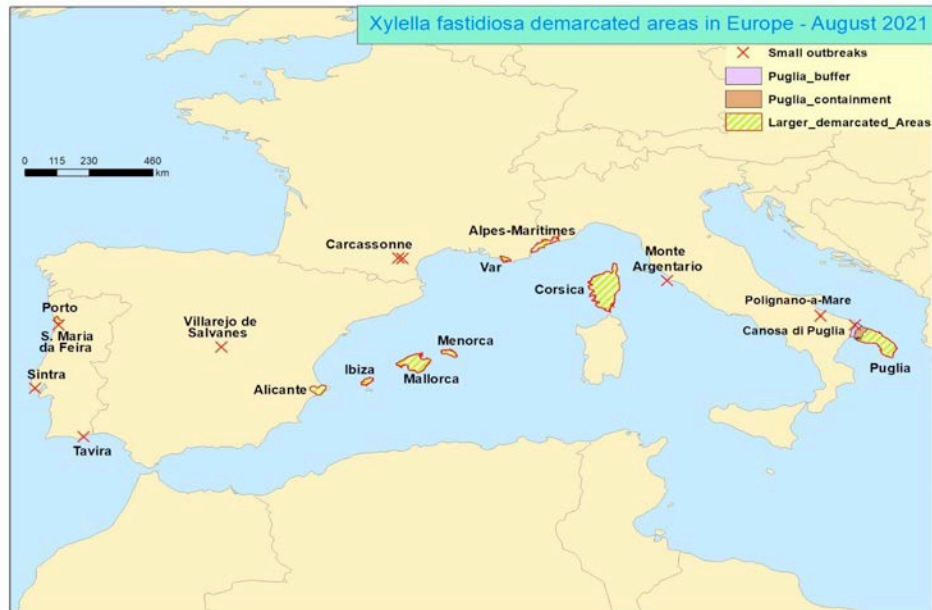 Xylella fastidiosa demarcated areas in Europe - August 2021
Small outbreaks
Puglia_buffer
Puglia_containment
Larger_demarcated_Areas
0 115 230 460
km
Alpes-Maritimes
Carcassonne
Var
Monte
Argentario
Corsica
Porto
S. Maria
da Feira
Villarejo de
Salvanes
Polignano-a-Mare
Canosa di Puglia
Menorca
Ibiza
Mallorca
Puglia
Sintra
Alicante
Tavira